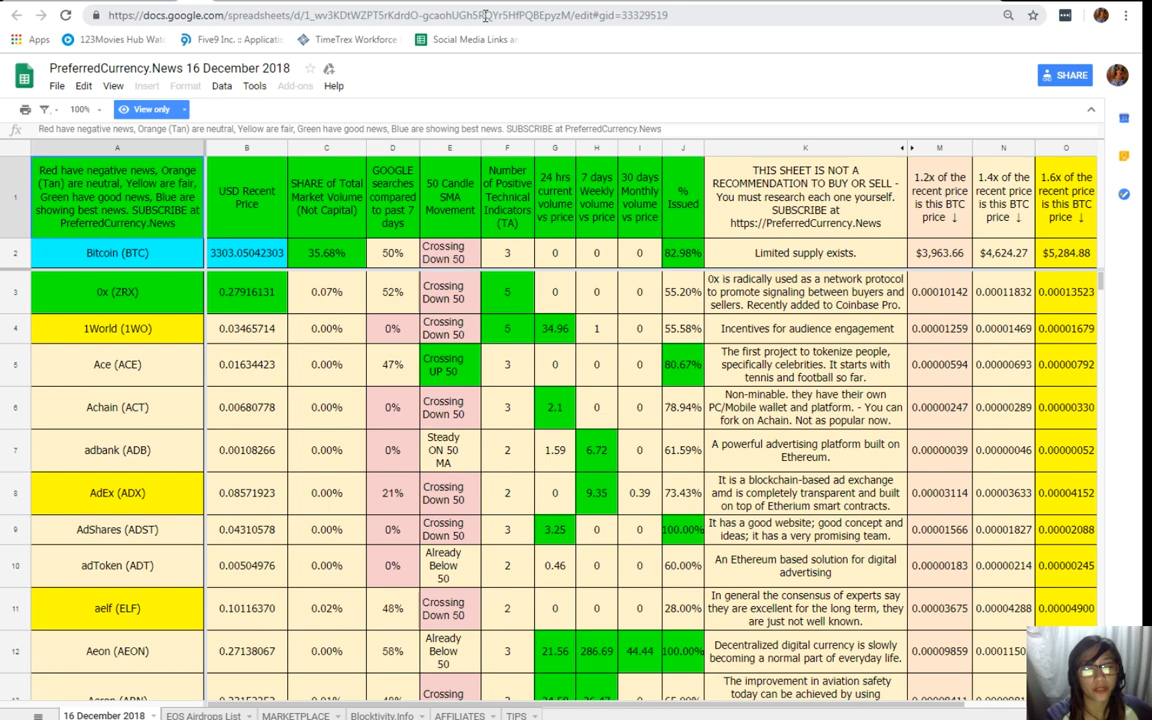 https://docs.google.com/spreadsheets/d/1_wv3KDtWZPT5rKdrdO-gcaohUGh5RQYr5HfPQBEpyzM/edit#gid=33329519
Apps 123Movies Hub Wat Five9 Inc. :: Applicati TimeTrex Workforce Social Media Links an
PreferredCurrency.News 16 December 2018
SHARE
File Edit View Insert Format Data Tools Add-ons Help
100% View only
fx Red have negative news, Orange (Tan) are neutral, Yellow are fair, Green have good news, Blue are showing best news. SUBSCRIBE at PreferredCurrency.News
A B C D E F G H I J K M N O
1
Red have negative news, Orange
(Tan) are neutral, Yellow are fair,
Green have good news, Blue are
showing best news. SUBSCRIBE at
PreferredCurrency.News
USD Recent
Price
SHARE of Total
Market Volume
(Not Capital)
GOOGLE
searches
compared
to past 7
days
50 Candle
SMA
Movement
Number
of Positive
Technical
Indicators
(TA)
24 hrs
current
volume
vs price
7 days
Weekly
volume
vs price
30 days
Monthly
volume
vs price
%
Issued
THIS SHEET IS NOT A
RECOMMENDATION TO BUY OR SELL -
You must research each one yourself.
SUBSCRIBE at
https://PreferredCurrency.News
1.2x of the
recent price
is this BTC
price ↓
1.4x of the
recent price
is this BTC
price ↓
1.6x of the
recent price
is this BTC
price ↓
2 Bitcoin (BTC) 3303.05042303 35.68% 50% Crossing
Down 50 3 0 0 0 82.98% Limited supply exists. $3,963.66 $4,624.27 $5,284.88
3 0x (ZRX) 0.27916131 0.07% 52% Crossing
Down 50 5 0 0 0 55.20% 0x is radically used as a network protocol
to promote signaling between buyers and
sellers. Recently added to Coinbase Pro. 0.00010142 0.00011832 0.00013523
4 1World (1WO) 0.03465714 0.00% 0% Crossing
Down 50 5 34.96 1 0 55.58% Incentives for audience engagement 0.00001259 0.00001469 0.00001679
5 Ace (ACE) 0.01634423 0.00% 47% Crossing
UP 50 3 0 0 0 80.67% The first project to tokenize people,
specifically celebrities. It starts with
tennis and football so far. 0.00000594 0.00000693 0.00000792
6 Achain (ACT) 0.00680778 0.00% 0% Crossing
Down 50 3 2.1 0 0 78.94% Non-minable. they have their own
PC/Mobile wallet and platform. - You can
fork on Achain. Not as popular now. 0.00000247 0.00000289 0.00000330
7 adbank (ADB) 0.00108266 0.00% 0% Steady
ON 50
MA 2 1.59 6.72 0 61.59% A powerful advertising platform built on
Ethereum. 0.00000039 0.00000046 0.00000052
8 AdEx (ADX) 0.08571923 0.00% 21% Crossing
Down 50 2 0 9.35 0.39 73.43% It is a blockchain-based ad exchange
amd is completely transparent and built
on top of Etherium smart contracts. 0.00003114 0.00003633 0.00004152
9 AdShares (ADST) 0.04310578 0.00% 0% Crossing
Down 50 3 3.25 0 0 100.00% It has a good website; good concept and
ideas; it has a very promising team. 0.00001566 0.00001827 0.00002088
10 adToken (ADT) 0.00504976 0.00% 0% Already
Below
50 2 0.46 0 0 60.00% An Ethereum based solution for digital
advertising 0.00000183 0.00000214 0.00000245
11 aelf (ELF) 0.10116370 0.02% 48% Crossing
Down 50 2 0 0 0 28.00% In general the consensus of experts say
they are excellent for the long term, they
are just not well known. 0.00003675 0.00004288 0.00004900
12 Aeon (AEON) 0.27138067 0.00% 58% Already
Below
50 3 21.56 286.69 44.44 100.00% Decentralized digital currency is slowly
becoming a normal part of everyday life. 0.00009859 0.0001150
Crossing The improvement in aviation safety
today can be achieved by using
16 December 2018 EOS Airdrops List MARKETPLACE Blocktivity.Info AFFILIATES TIPS